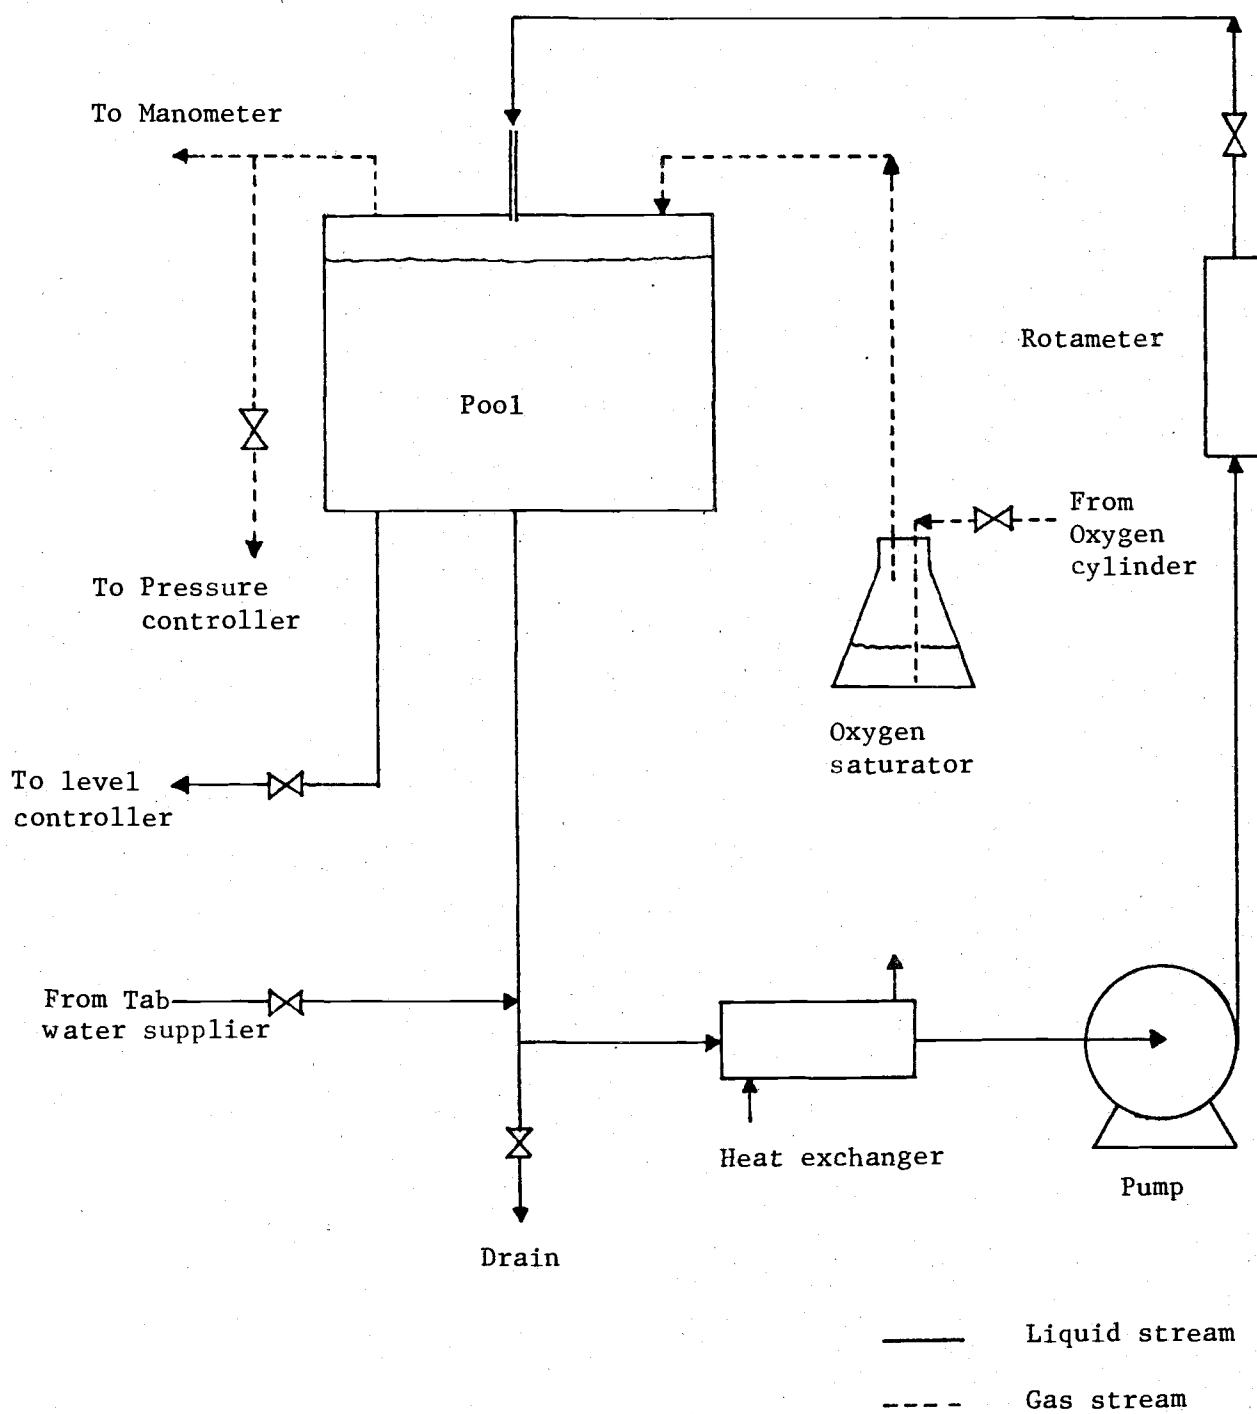 To Manometer
Rotameter
Pool
From
Oxygen
cylinder
To Pressure
controller
Oxygen
saturator
To level
controller
From Tab
water supplier
Heat exchanger
Pump
Drain
Liquid stream
Gas stream